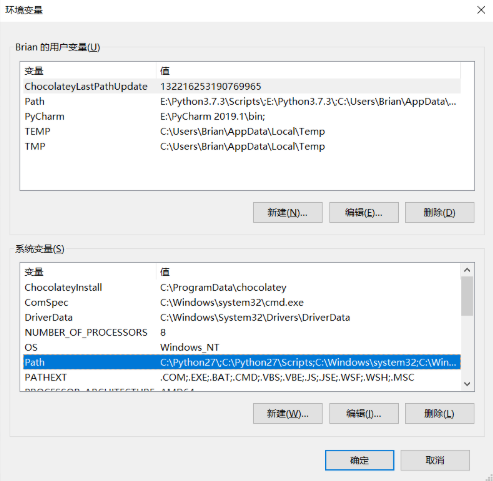 环境变量
Brian 的用户变量(U)
变量 值
ChocolateyLastPathUpdate 132216253190769965
Path E:\Python3.7.3\Scripts\;E:\Python3.7.3\;C:\Users\Brian\AppData\...
PyCharm E:\PyCharm 2019.1\bin;
TEMP C:\Users\Brian\AppData\Local\Temp
TMP C:\Users\Brian\AppData\Local\Temp
新建(N)... 编辑(E)... 删除(D)
系统变量(S)
变量 值
ChocolateyInstall C:\ProgramData\chocolatey
ComSpec C:\Windows\system32\cmd.exe
DriverData C:\Windows\System32\Drivers\DriverData
NUMBER_OF_PROCESSORS 8
OS Windows_NT
Path C:\Python27\;C:\Python27\Scripts;C:\Windows\system32;C:\Win...
PATHEXT .COM;.EXE;.BAT;.CMD;.VBS;.VBE;.JS;.JSE;.WSF;.WSH;.MSC
PROCESSOR_ARCHITECTURE AMD64
新建(W)... 编辑(I)... 删除(L)
确定 取消